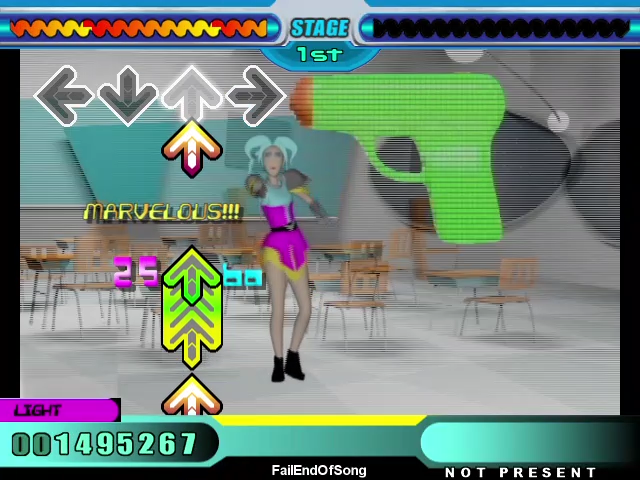 STAGE
1st
MARVELOUS!!!
25
LIGHT
001495267
FailEndOfSong
NOT PRESENT